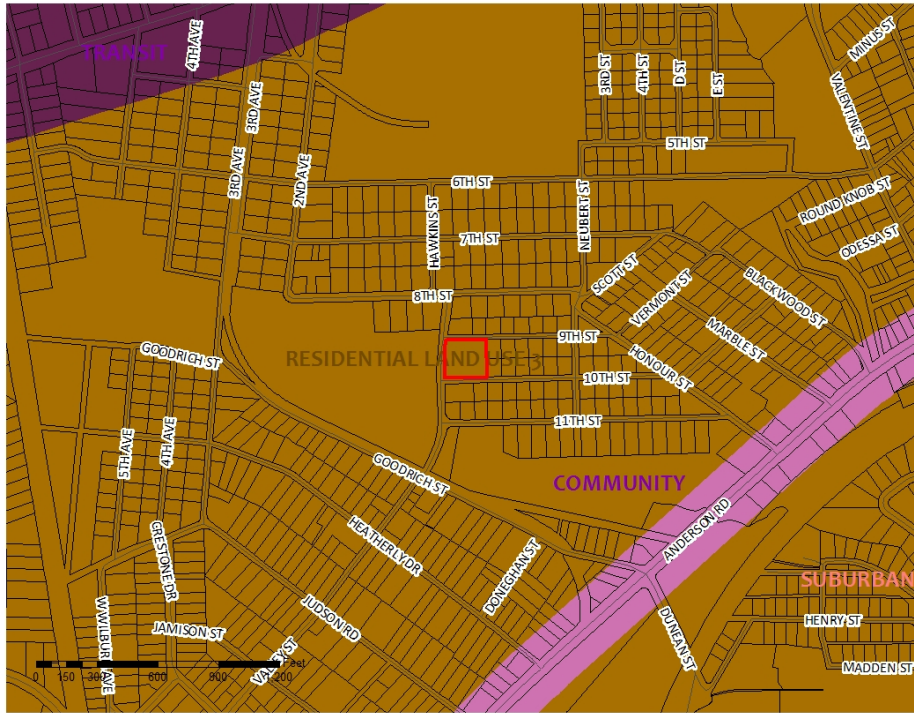 TRANSIT
4TH AVE
3RD AVE
3RD AVE
2ND AVE
3RD ST
4TH ST
D ST
E ST
MINUS ST
VALENTINE ST
5TH ST
6TH ST
HAWKINS ST
NEUBERT ST
ROUND KNOB ST
ODESSA ST
7TH ST
SCOTT ST
VERMONT ST
BLACKWOOD ST
8TH ST
MARBLE ST
9TH ST
HONOUR ST
GOODRICH ST
RESIDENTIAL LAND USE 3
10TH ST
11TH ST
5TH AVE
4TH AVE
GOODRICH ST
COMMUNITY
ANDERSON RD
HEATHERLY DR
CRESTONE DR
DONEGHAN ST
SUBURBAN
W WILBURN AVE
JAMISON ST
JUDSON RD
VALLEY ST
DUNEAN ST
HENRY ST
MADDEN ST
Feet
0 150 300 600 900 1,200